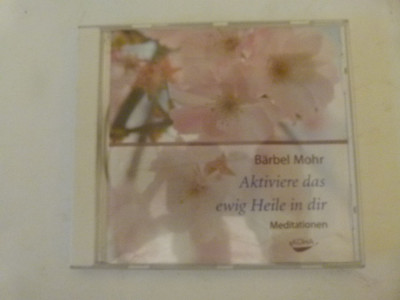 Bärbel Mohr
Aktiviere das
ewig Heile in dir
Meditationen